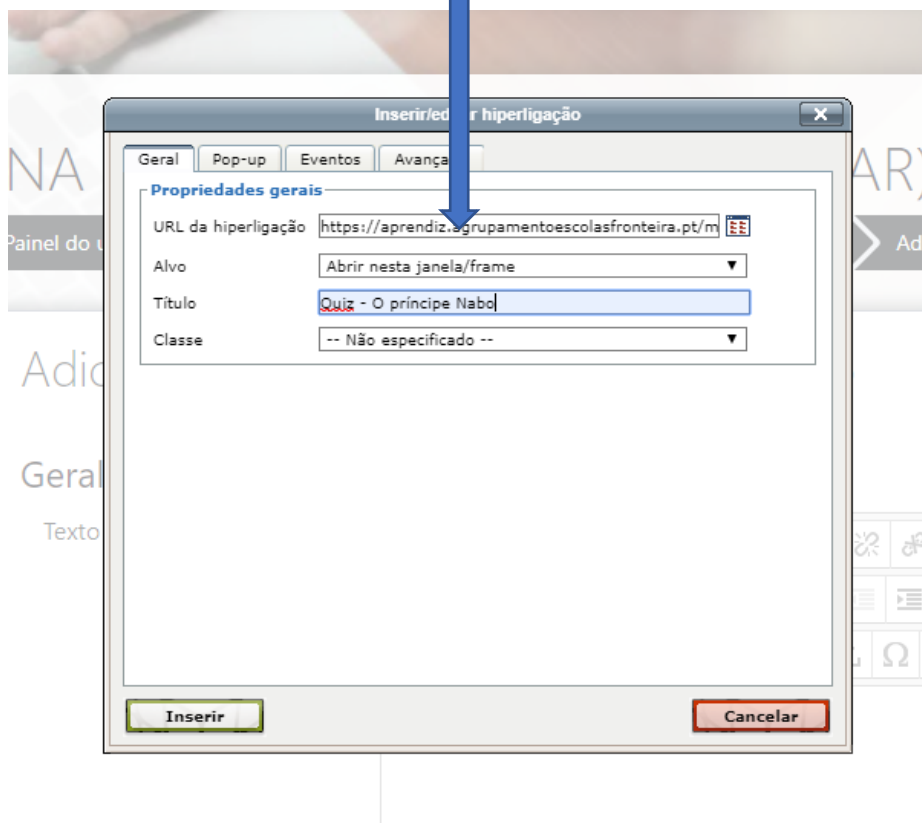 Inserir/ed r hiperligação
NA
AR)
Geral Pop-up Eventos Avança
Propriedades gerais
URL da hiperligação https://aprendiz.agrupamentoescolasfronteira.pt/m
Painel do u
Ad
Alvo Abrir nesta janela/frame
Título Quiz - O príncipe Nabo
Classe -- Não especificado --
Adic
Geral
Texto
Ω
Inserir Cancelar